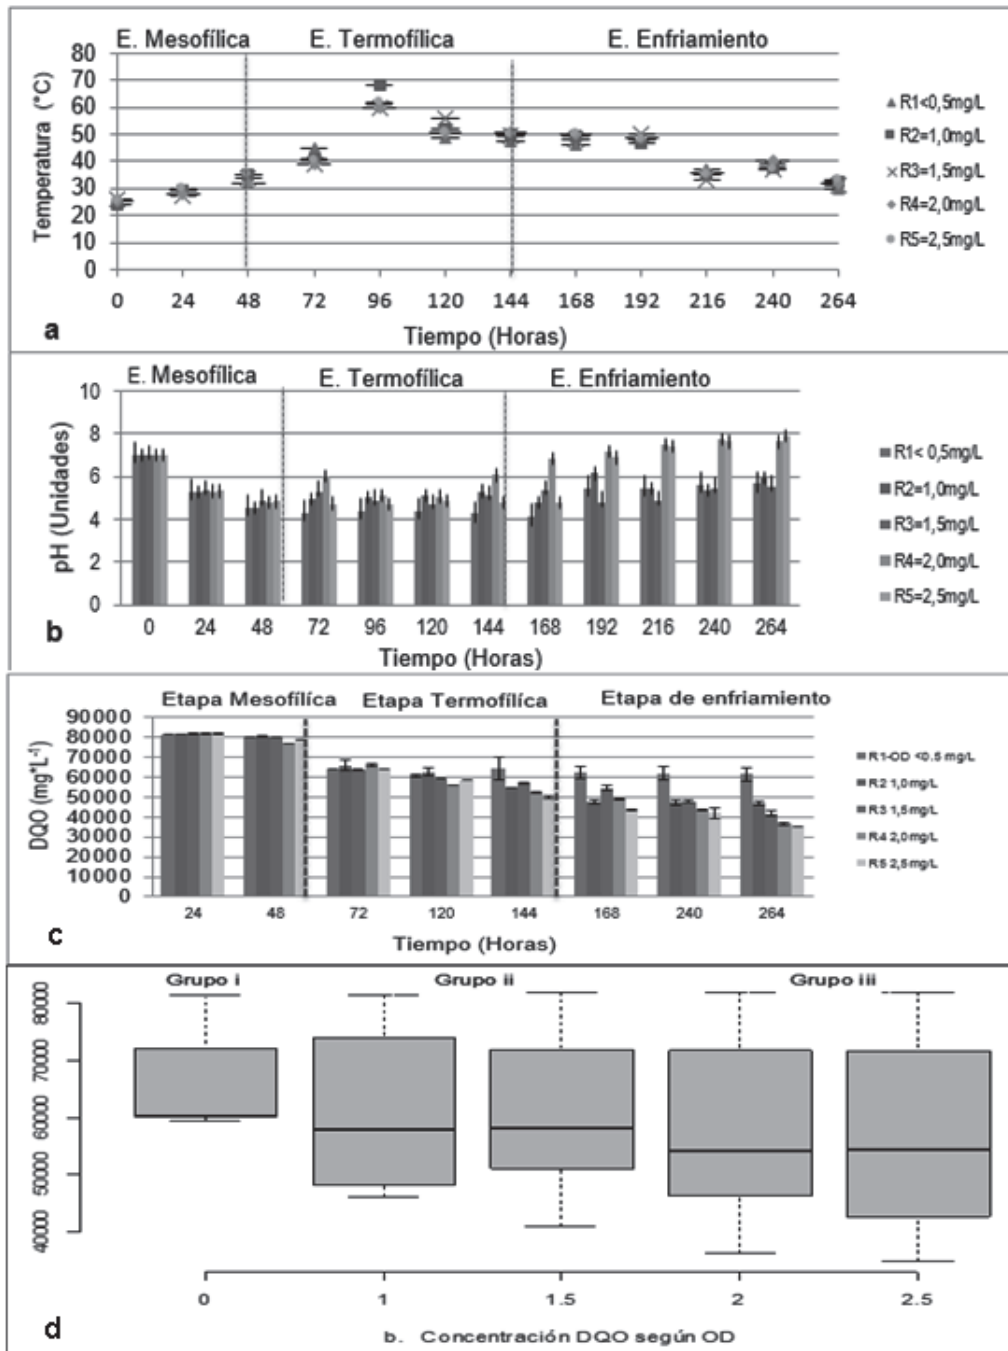 E. Mesofílica E. Termofílica E. Enfriamiento
Temperatura (°C)
80
70
60
50
40
30
20
10
0
0 24 48 72 96 120 144 168 192 216 240 264
Tiempo (Horas)
R1<0,5mg/L
R2=1,0mg/L
R3=1,5mg/L
R4=2,0mg/L
R5=2,5mg/L
a
E. Mesofílica E. Termofílica E. Enfriamiento
pH (Unidades)
10
8
6
4
2
0
0 24 48 72 96 120 144 168 192 216 240 264
Tiempo (Horas)
R1< 0,5mg/L
R2=1,0mg/L
R3=1,5mg/L
R4=2,0mg/L
R5=2,5mg/L
b
Etapa Mesofílíca Etapa Termofílíca Etapa de enfriamiento
DQO (mg*L-1)
90000
80000
70000
60000
50000
40000
30000
20000
10000
0
24 48 72 120 144 168 240 264
Tiempo (Horas)
R1-OD <0.5 mg/L
R2 1,0mg/L
R3 1,5mg/L
R4 2,0mg/L
R5 2,5mg/L
c
Grupo i Grupo ii Grupo iii
80000
70000
60000
50000
40000
0 1 1.5 2 2.5
b. Concentración DQO según OD
d